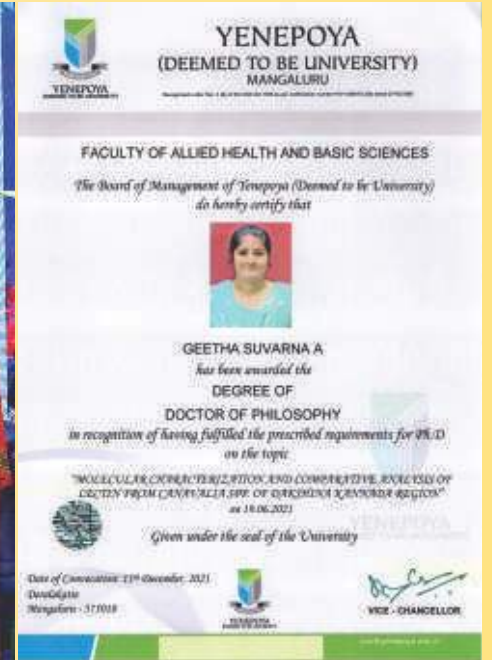 YENEPOYA
(DEEMED TO BE UNIVERSITY)
MANGALURU
YENEPOYA
FACULTY OF ALLIED HEALTH AND BASIC SCIENCES
The Board of Management of Yenepoya (Deemed to be University)
do hereby certify that
GEETHA SUVARNA A
has been awarded the
DEGREE OF
DOCTOR OF PHILOSOPHY
in recognition of having fulfilled the prescribed requirements for Ph.D
on the topic
"MOLECULAR CHARACTERIZATION AND COMPARATIVE ANALYSIS OF
LECTIN FROM CANAVALIA SPP. OF DAKSHINA KANNADA REGION"
on 19.06.2021
YENEPOYA
Given under the seal of the University
Date of Convocation: December, 2021
Deralakatte
Mangaluru - 575018
YENEPOYA
VICE - CHANCELLOR